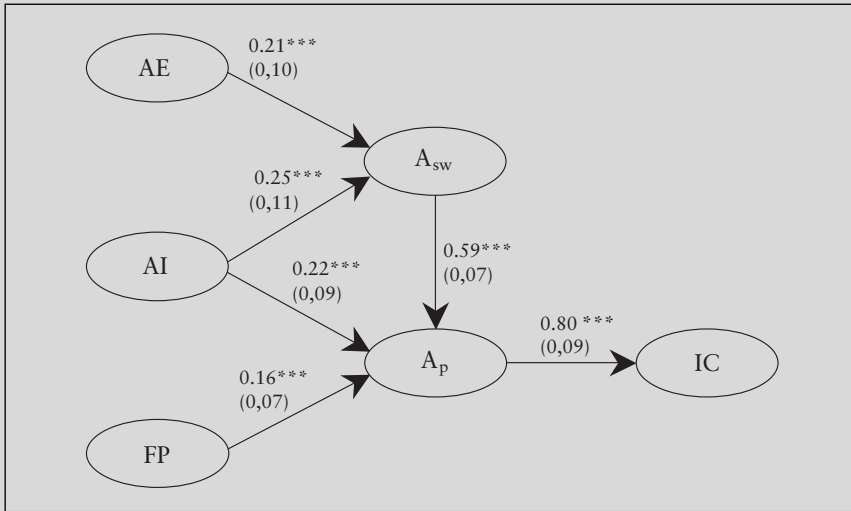 0.21***
(0,10)
AE
A_sw
0.25***
(0,11)
AI
0.22***
(0,09)
0.59***
(0,07)
A_p
0.80 ***
(0,09)
IC
0.16***
(0,07)
FP